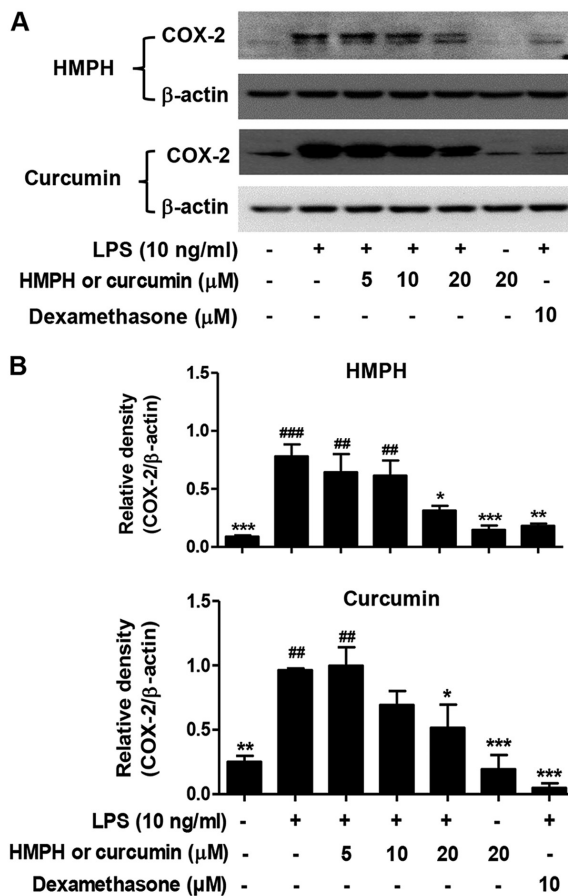 A
COX-2
HMPH
β-actin
COX-2
Curcumin
β-actin
LPS (10 ng/ml) - + + + + - +
HMPH or curcumin (μM) - - 5 10 20 20 -
Dexamethasone (μM) - - - - - - 10
B
HMPH
Relative density
(COX-2/β-actin)
1.5
1.0
0.5
0.0
*** ### ## ## * *** **
Curcumin
Relative density
(COX-2/β-actin)
1.5
1.0
0.5
0.0
** ## ## * *** ***
LPS (10 ng/ml) - + + + + - +
HMPH or curcumin (μM) - - 5 10 20 20 -
Dexamethasone (μM) - - - - - - 10